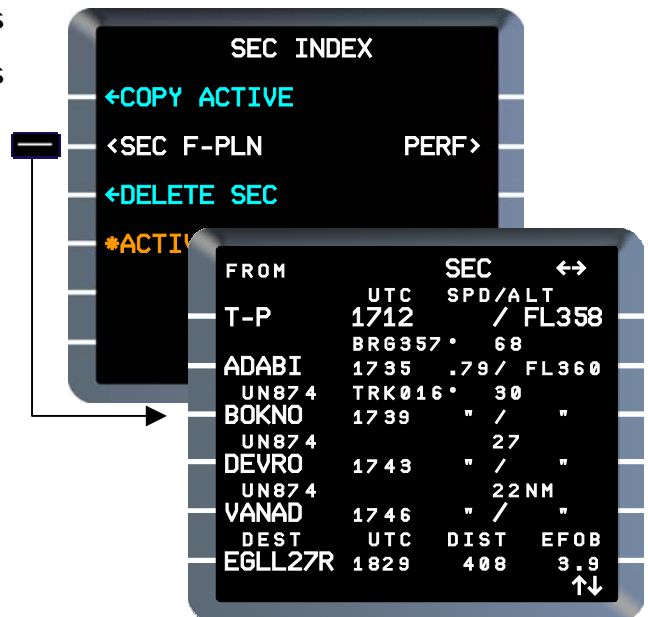 s
s
SEC INDEX
←COPY ACTIVE
<SEC F-PLN PERF>
←DELETE SEC
FROM SEC ←→
UTC SPD/ALT
T-P 1712 / FL358
BRG357° 68
ADABI 1735 .79/ FL360
UN874 TRK016° 30
BOKNO 1739 " / "
UN874 27
DEVRO 1743 " / "
UN874 22NM
VANAD 1746 " / "
DEST UTC DIST EFOB
EGLL27R 1829 408 3.9
↑↓